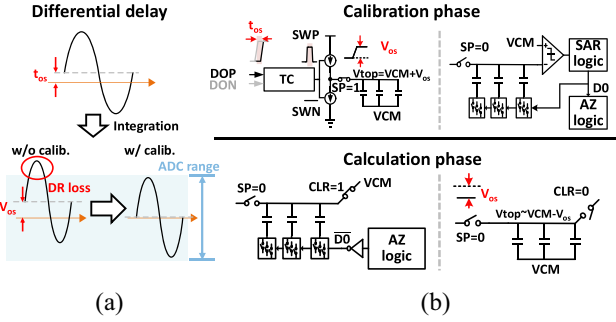 Differential delay
tos
Integration
w/o calib.
w/ calib.
DR loss
ADC range
Vos
(a)
Calibration phase
tos
SWP
Vos
DOP
DON
TC
SP=1
Vtop=VCM+Vos
SWN
VCM
SP=0
VCM
SAR
logic
D0
AZ
logic
Calculation phase
SP=0
CLR=1
VCM
D0
AZ
logic
Vos
CLR=0
Vtop~VCM-Vos
SP=0
VCM
(b)